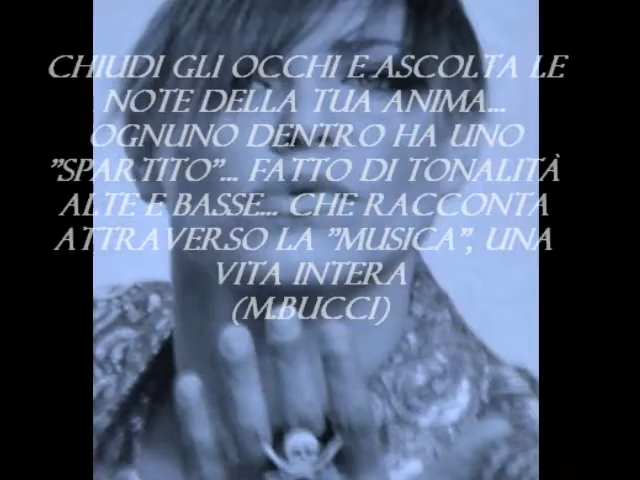 CHIUDI GLI OCCHI E ASCOLTA LE
NOTE DELLA TUA ANIMA...
OGNUNO DENTRO HA UNO
"SPARTITO"... FATTO DI TONALITÀ
ALTE E BASSE... CHE RACCONTA
ATTRAVERSO LA "MUSICA", UNA
VITA INTERA
(M.BUCCI)